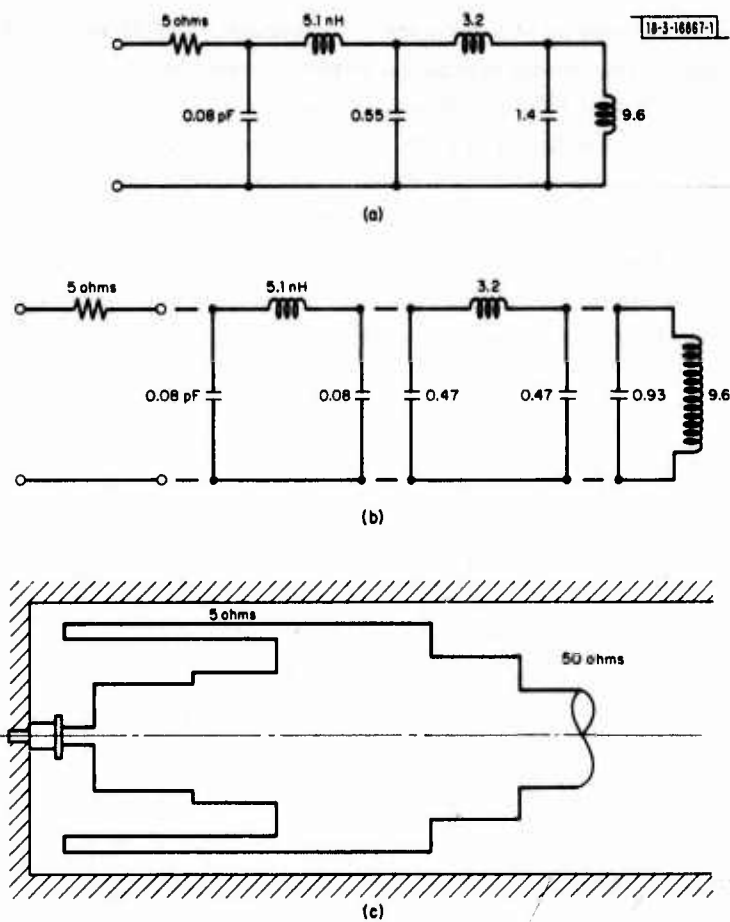 18-3-16867-1
5 ohms
5.1 nH
3.2
0.08 pF
0.55
1.4
9.6
(a)
5 ohms
5.1 nH
3.2
0.08 pF
0.08
0.47
0.47
0.93
9.6
(b)
5 ohms
50 ohms
(c)